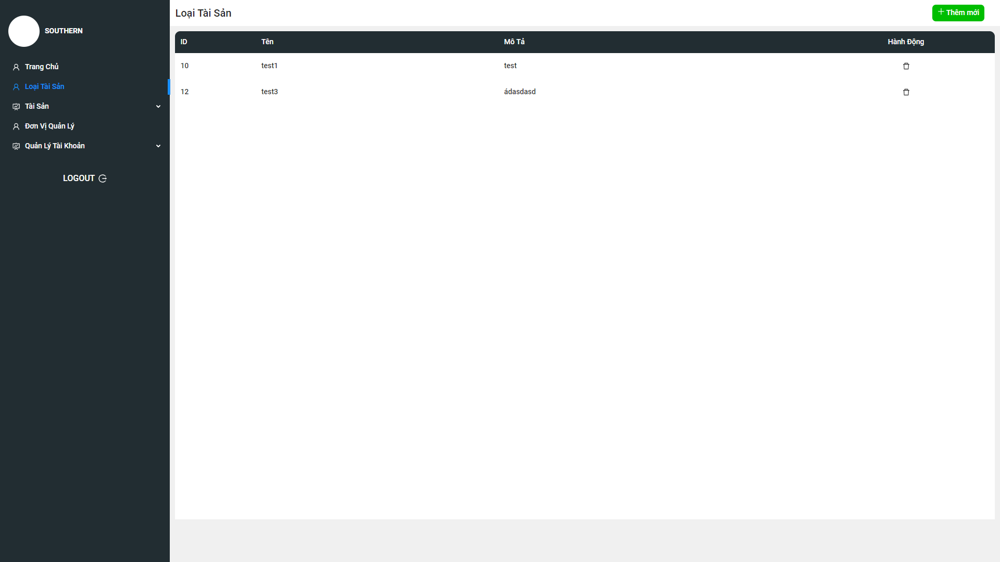 SOUTHERN
Trang Chủ
Loại Tài Sản
Tài Sản
Đơn Vị Quản Lý
Quản Lý Tài Khoản
LOGOUT
Loại Tài Sản
Thêm mới
ID Tên Mô Tả Hành Động
10 test1 test
12 test3 ádasdasd